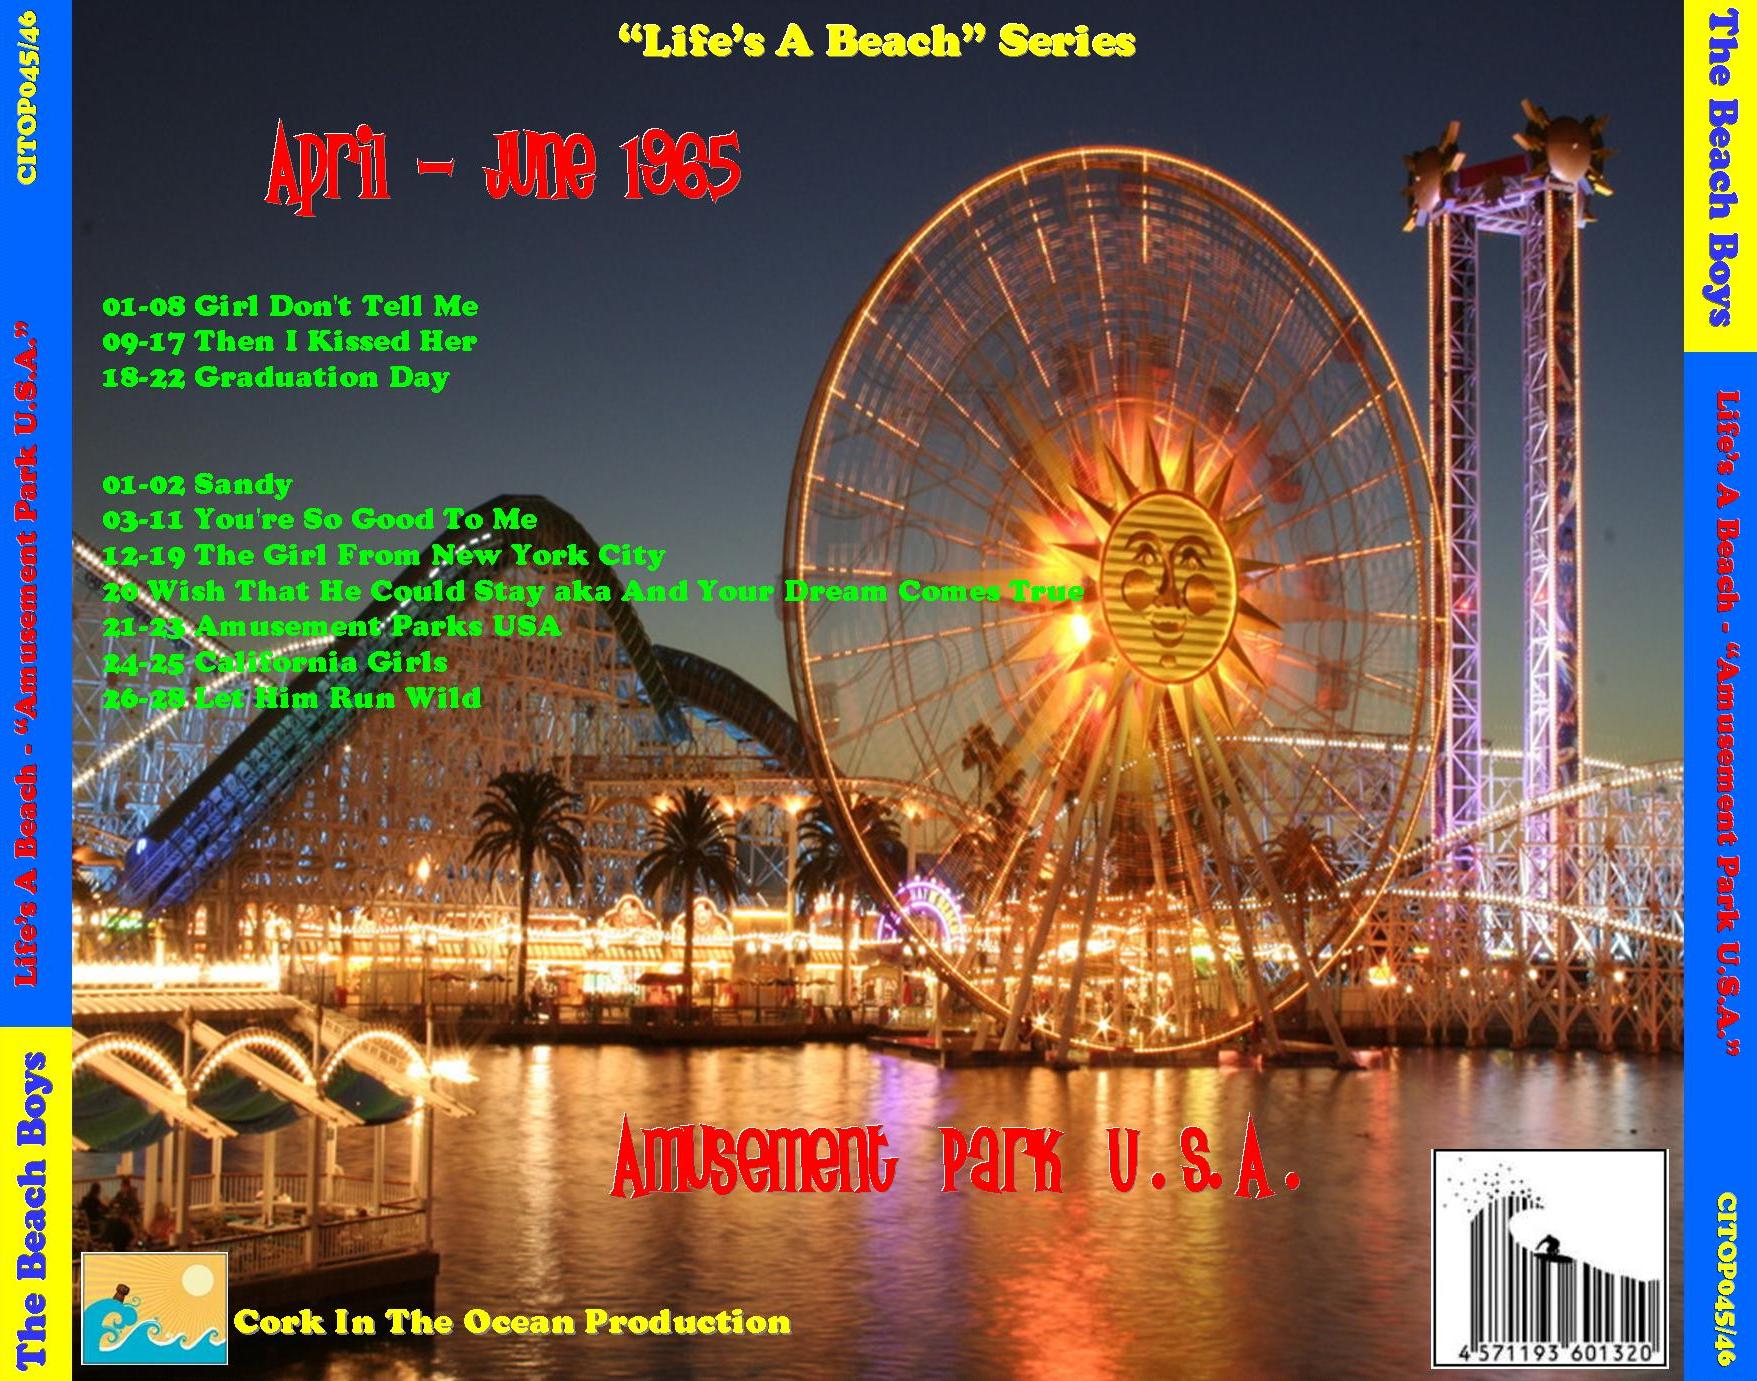 CITOP045/46
Life's A Beach - "Amusement Park U.S.A."
The Beach Boys
"Life's A Beach" Series
April - June 1965
01-08 Girl Don't Tell Me
09-17 Then I Kissed Her
18-22 Graduation Day
01-02 Sandy
03-11 You're So Good To Me
12-19 The Girl From New York City
20 Wish That He Could Stay aka And Your Dream Comes True
21-23 Amusement Parks USA
24-25 California Girls
26-28 Let Him Run Wild
Amusement Park U.S.A.
Cork In The Ocean Production
4 571193 601320
The Beach Boys
Life's A Beach - "Amusement Park U.S.A."
CITOP045/46